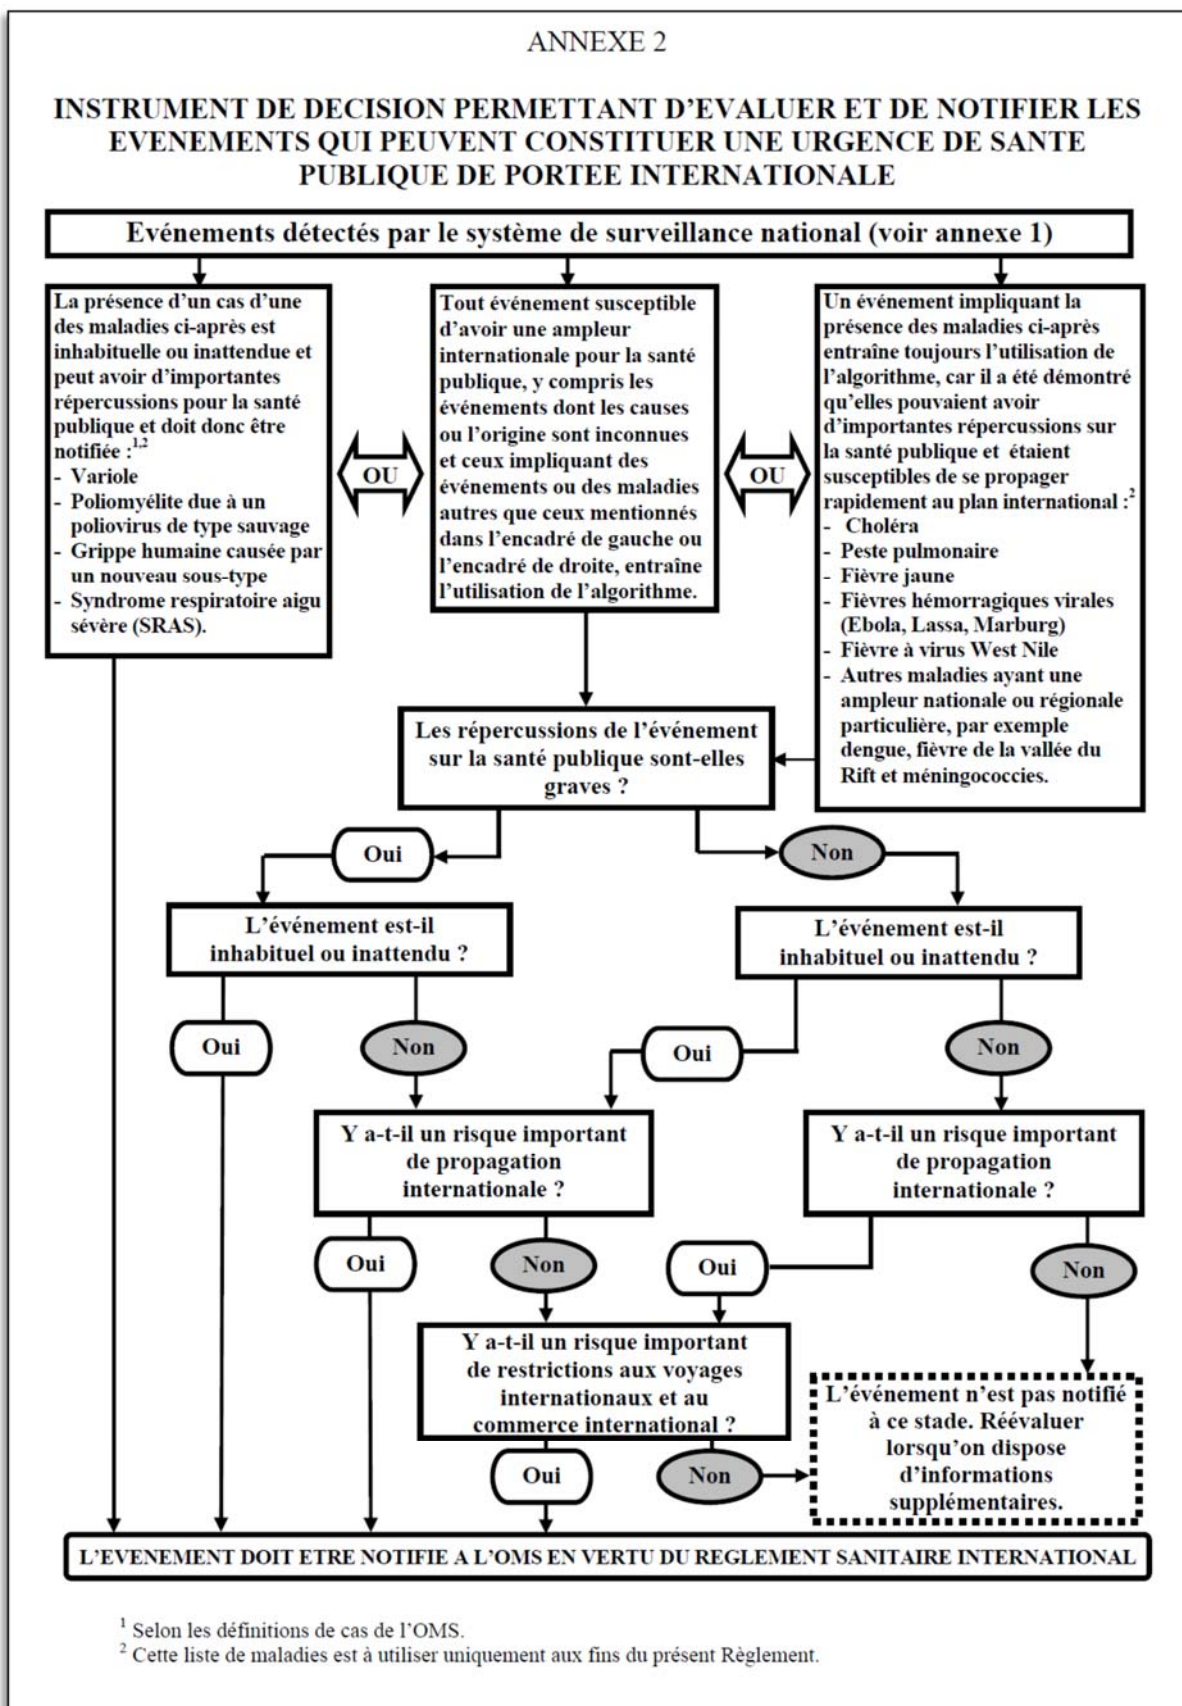 ANNEXE 2
INSTRUMENT DE DECISION PERMETTANT D’EVALUER ET DE NOTIFIER LES
EVENEMENTS QUI PEUVENT CONSTITUER UNE URGENCE DE SANTE
PUBLIQUE DE PORTEE INTERNATIONALE
Evénements détectés par le système de surveillance national (voir annexe 1)
La présence d’un cas d’une
des maladies ci-après est
inhabituelle ou inattendue et
peut avoir d’importantes
répercussions pour la santé
publique et doit donc être
notifiée :1,2
- Variole
- Poliomyélite due à un
poliovirus de type sauvage
- Grippe humaine causée par
un nouveau sous-type
- Syndrome respiratoire aigu
sévère (SRAS).
OU
Tout événement susceptible
d’avoir une ampleur
internationale pour la santé
publique, y compris les
événements dont les causes
ou l’origine sont inconnues
et ceux impliquant des
événements ou des maladies
autres que ceux mentionnés
dans l’encadré de gauche ou
l’encadré de droite, entraîne
l’utilisation de l’algorithme.
OU
Un événement impliquant la
présence des maladies ci-après
entraîne toujours l’utilisation de
l’algorithme, car il a été démontré
qu’elles pouvaient avoir
d’importantes répercussions sur
la santé publique et étaient
susceptibles de se propager
rapidement au plan international :2
- Choléra
- Peste pulmonaire
- Fièvre jaune
- Fièvres hémorragiques virales
(Ebola, Lassa, Marburg)
- Fièvre à virus West Nile
- Autres maladies ayant une
ampleur nationale ou régionale
particulière, par exemple
dengue, fièvre de la vallée du
Rift et méningococcies.
Les répercussions de l’événement
sur la santé publique sont-elles
graves ?
Oui
Non
L’événement est-il
inhabituel ou inattendu ?
L’événement est-il
inhabituel ou inattendu ?
Oui
Non
Oui
Non
Y a-t-il un risque important
de propagation
internationale ?
Y a-t-il un risque important
de propagation
internationale ?
Oui
Non
Oui
Non
Y a-t-il un risque important
de restrictions aux voyages
internationaux et au
commerce international ?
L’événement n’est pas notifié
à ce stade. Réévaluer
lorsqu’on dispose
d’informations
supplémentaires.
Oui
Non
L’EVENEMENT DOIT ETRE NOTIFIE A L’OMS EN VERTU DU REGLEMENT SANITAIRE INTERNATIONAL
1 Selon les définitions de cas de l’OMS.
2 Cette liste de maladies est à utiliser uniquement aux fins du présent Règlement.